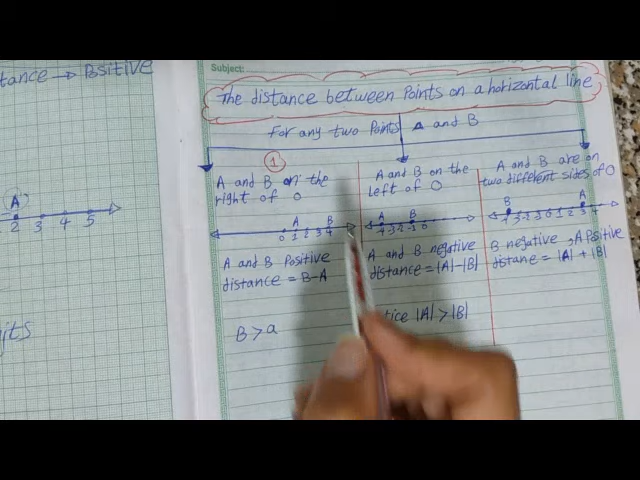 tance → Positive
(A)
2 3 4 5
gits
Subject:
The distance between Points on a horizontal line
For any two Points A and B
1
A and B on the
right of 0
A B
0 1 2 3 4
A and B Positive
distance = B-A
B > a
A and B on the
left of 0
A B
-4 -3 -2 -1 0
A and B negative
distance = |A| - |B|
tice |A| > |B|
A and B are on
two different sides of 0
B A
-4 -3 -2 -1 0 1 2 3 4
B negative , A Positive
distane = |A| + |B|